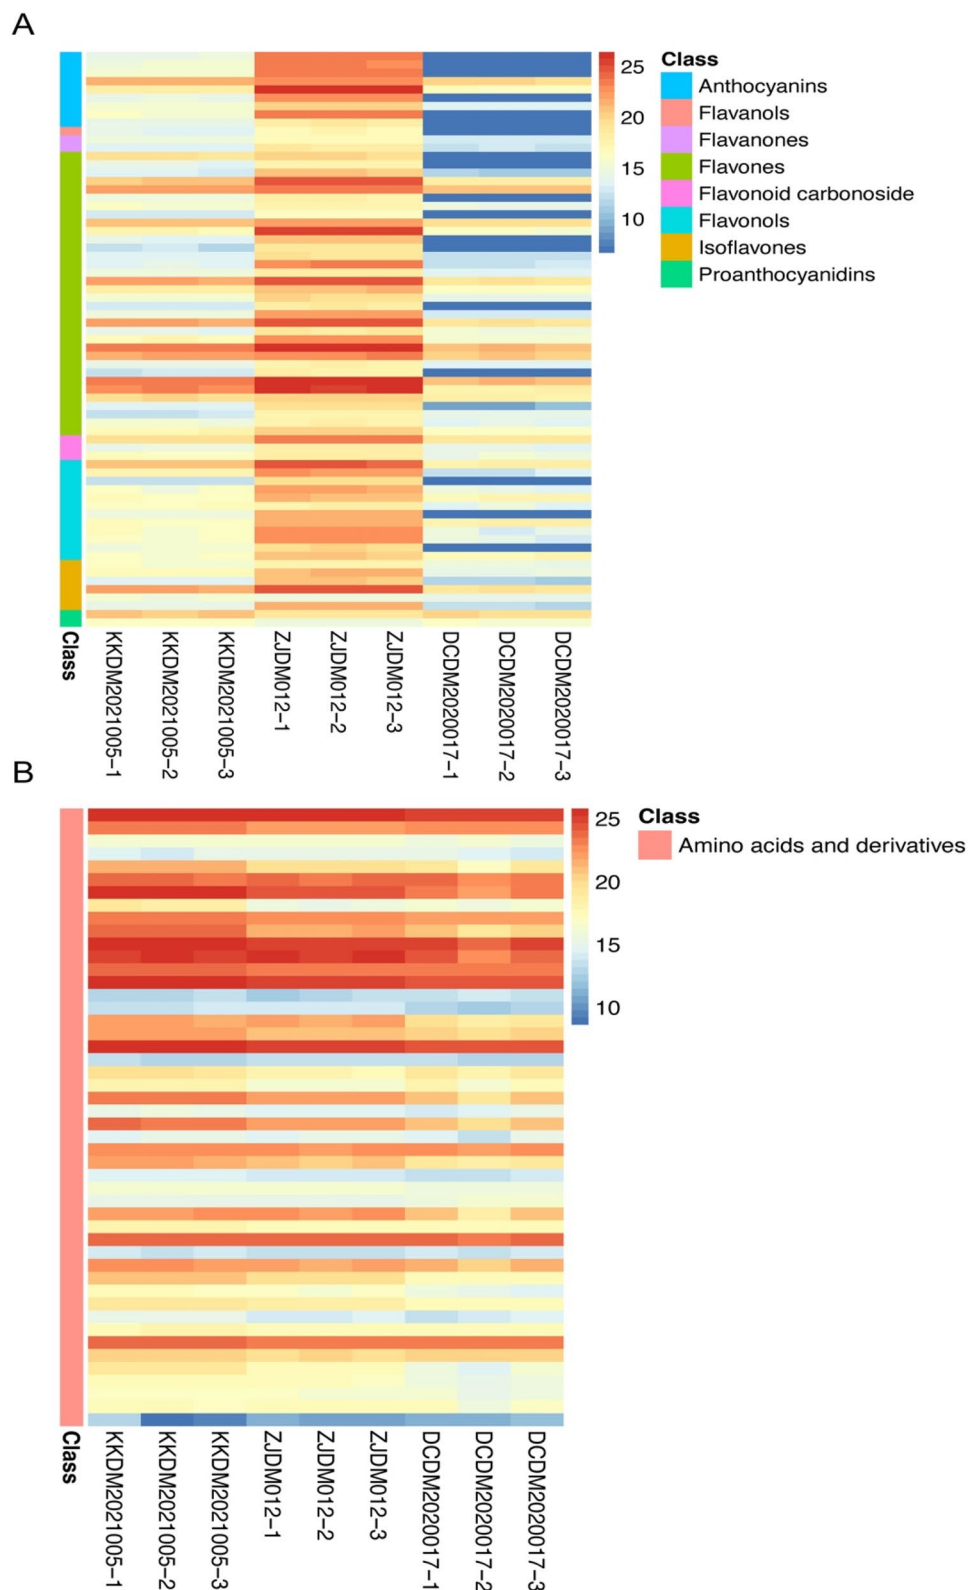 A
25
20
15
10
Class
Anthocyanins
Flavanols
Flavanones
Flavones
Flavonoid carbonoside
Flavonols
Isoflavones
Proanthocyanidins
Class
KKDM2021005-1
KKDM2021005-2
KKDM2021005-3
ZJDM012-1
ZJDM012-2
ZJDM012-3
DCDM2020017-1
DCDM2020017-2
DCDM2020017-3
B
25
20
15
10
Class
Amino acids and derivatives
Class
KKDM2021005-1
KKDM2021005-2
KKDM2021005-3
ZJDM012-1
ZJDM012-2
ZJDM012-3
DCDM2020017-1
DCDM2020017-2
DCDM2020017-3